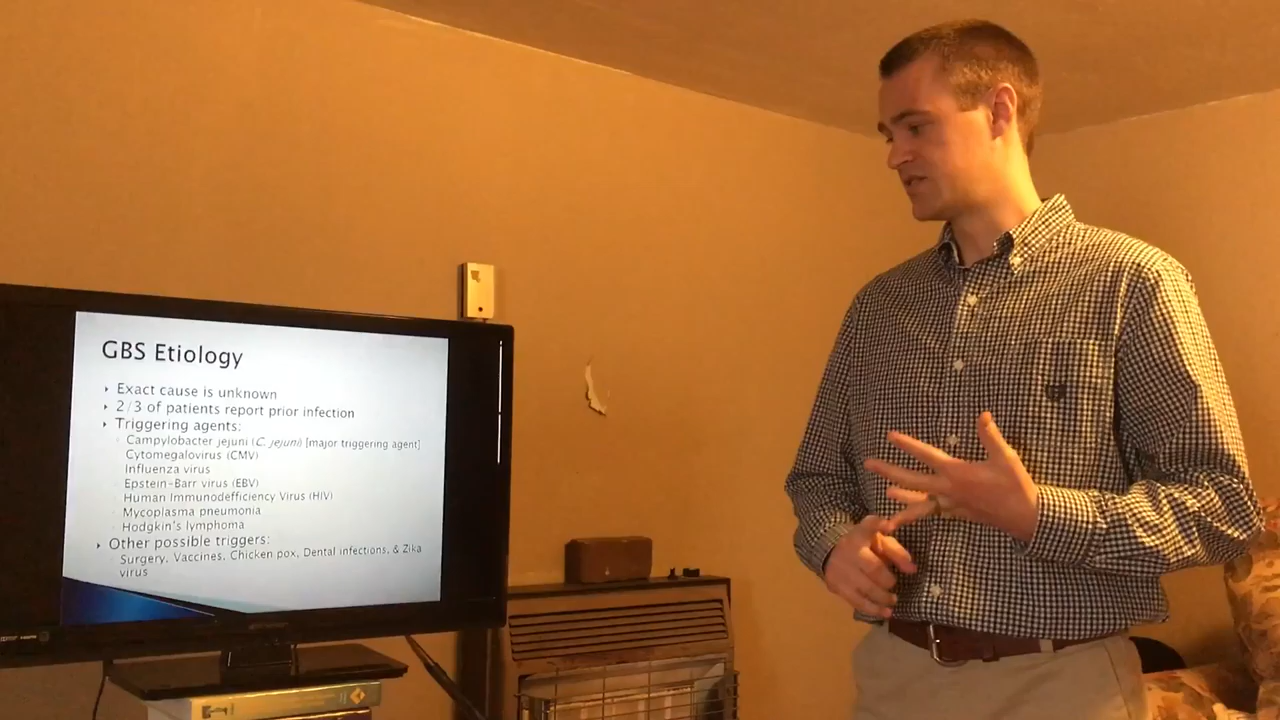 GBS Etiology
Exact cause is unknown
2/3 of patients report prior infection
Triggering agents:
Campylobacter jejuni (C. jejuni) [major triggering agent]
Cytomegalovirus (CMV)
Influenza virus
Epstein-Barr virus (EBV)
Human Immunodefficiency Virus (HIV)
Mycoplasma pneumonia
Hodgkin's lymphoma
Other possible triggers:
Surgery, Vaccines, Chicken pox, Dental infections, & Zika
virus